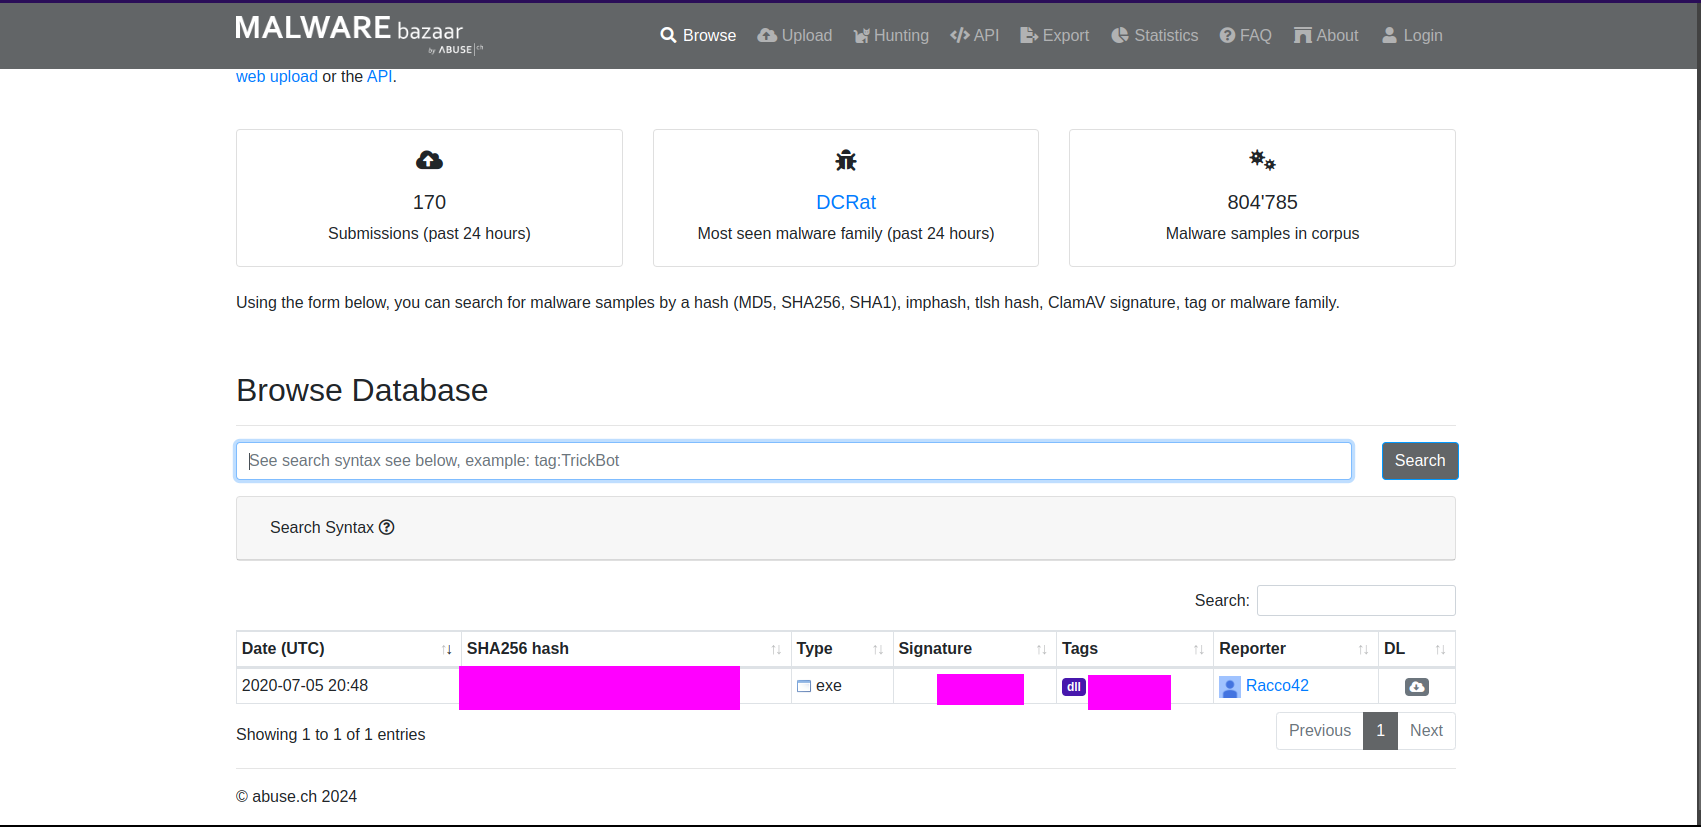 MALWARE bazaar
by ABUSE|ch
Browse Upload Hunting API Export Statistics FAQ About Login
web upload or the API.
170 DCRat 804'785
Submissions (past 24 hours) Most seen malware family (past 24 hours) Malware samples in corpus
Using the form below, you can search for malware samples by a hash (MD5, SHA256, SHA1), imphash, tlsh hash, ClamAV signature, tag or malware family.
Browse Database
See search syntax see below, example: tag:TrickBot Search
Search Syntax
Search:
Date (UTC) SHA256 hash Type Signature Tags Reporter DL
2020-07-05 20:48 exe dll Racco42
Showing 1 to 1 of 1 entries Previous 1 Next
© abuse.ch 2024